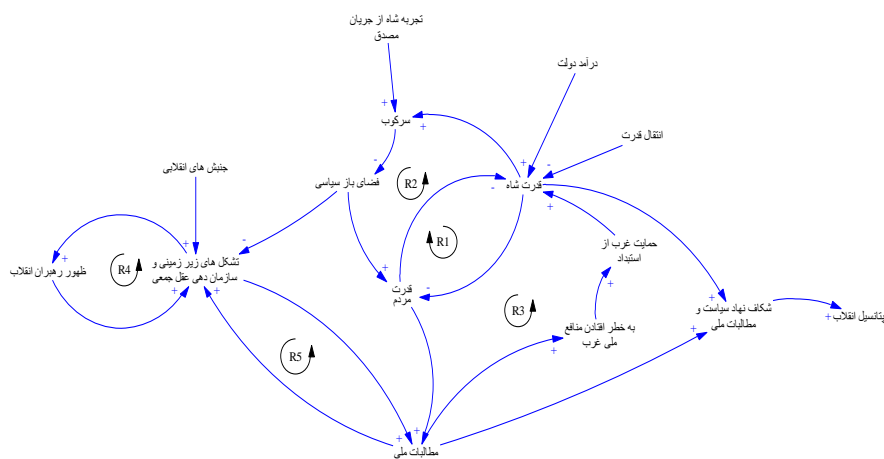 تجربه شاه از جریان
مصدق
درآمد دولت
سرکوب
انتقال قدرت
جنبش های انقلابی
فضای باز سیاسی
R2
قدرت شاه
R1
حمایت غرب از
استبداد
تشکل های زیر زمینی و
سازمان دهی عقل جمعی
R4
ظهور رهبران انقلاب
قدرت
مردم
R3
شکاف نهاد سیاست و
مطالبات ملی
پتانسیل انقلاب
به خطر افتادن منافع
ملی غرب
R5
مطالبات ملی